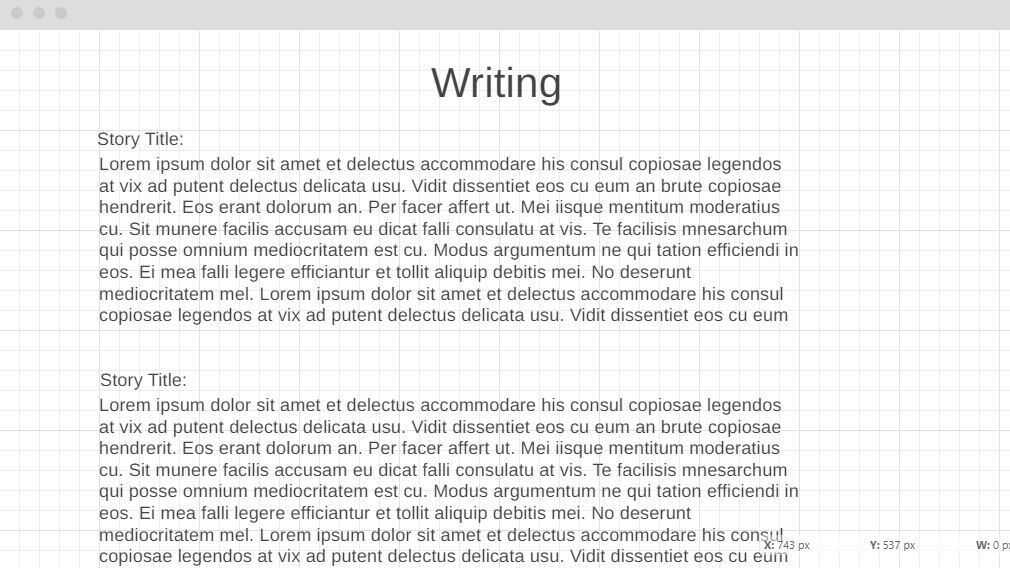 Writing
Story Title:
Lorem ipsum dolor sit amet et delectus accommodare his consul copiosae legendos
at vix ad putent delectus delicata usu. Vidit dissentiet eos cu eum an brute copiosae
hendrerit. Eos erant dolorum an. Per facer affert ut. Mei iisque mentitum moderatius
cu. Sit munere facilis accusam eu dicat falli consulatu at vis. Te facilisis mnesarchum
qui posse omnium mediocritatem est cu. Modus argumentum ne qui tation efficiendi in
eos. Ei mea falli legere efficiantur et tollit aliquip debitis mei. No deserunt
mediocritatem mel. Lorem ipsum dolor sit amet et delectus accommodare his consul
copiosae legendos at vix ad putent delectus delicata usu. Vidit dissentiet eos cu eum
Story Title:
Lorem ipsum dolor sit amet et delectus accommodare his consul copiosae legendos
at vix ad putent delectus delicata usu. Vidit dissentiet eos cu eum an brute copiosae
hendrerit. Eos erant dolorum an. Per facer affert ut. Mei iisque mentitum moderatius
cu. Sit munere facilis accusam eu dicat falli consulatu at vis. Te facilisis mnesarchum
qui posse omnium mediocritatem est cu. Modus argumentum ne qui tation efficiendi in
eos. Ei mea falli legere efficiantur et tollit aliquip debitis mei. No deserunt
mediocritatem mel. Lorem ipsum dolor sit amet et delectus accommodare his consul
X: 743 px Y: 537 px W: 0 px
copiosae legendos at vix ad putent delectus delicata usu. Vidit dissentiet eos cu eum